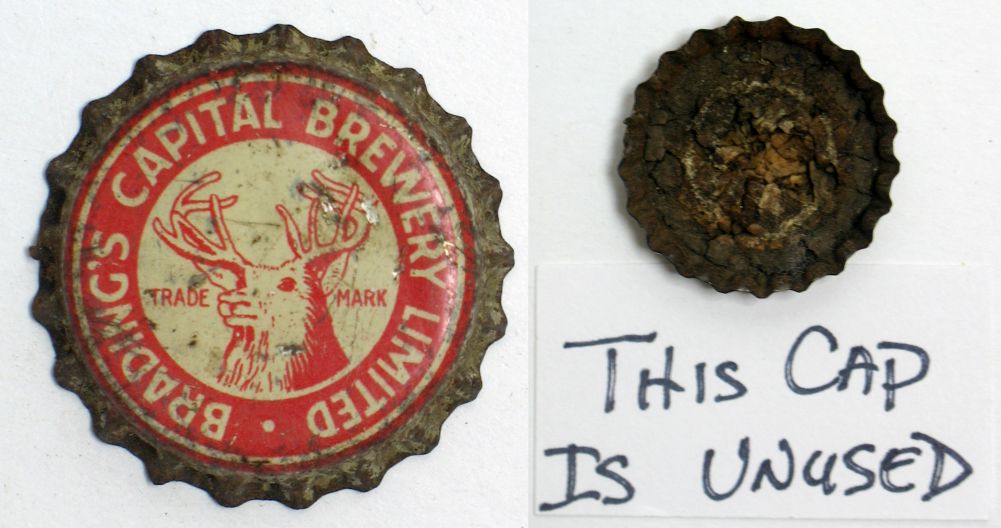 BRADING'S CAPITAL BREWERY LIMITED •
TRADE MARK
THIS CAP
IS UNUSED